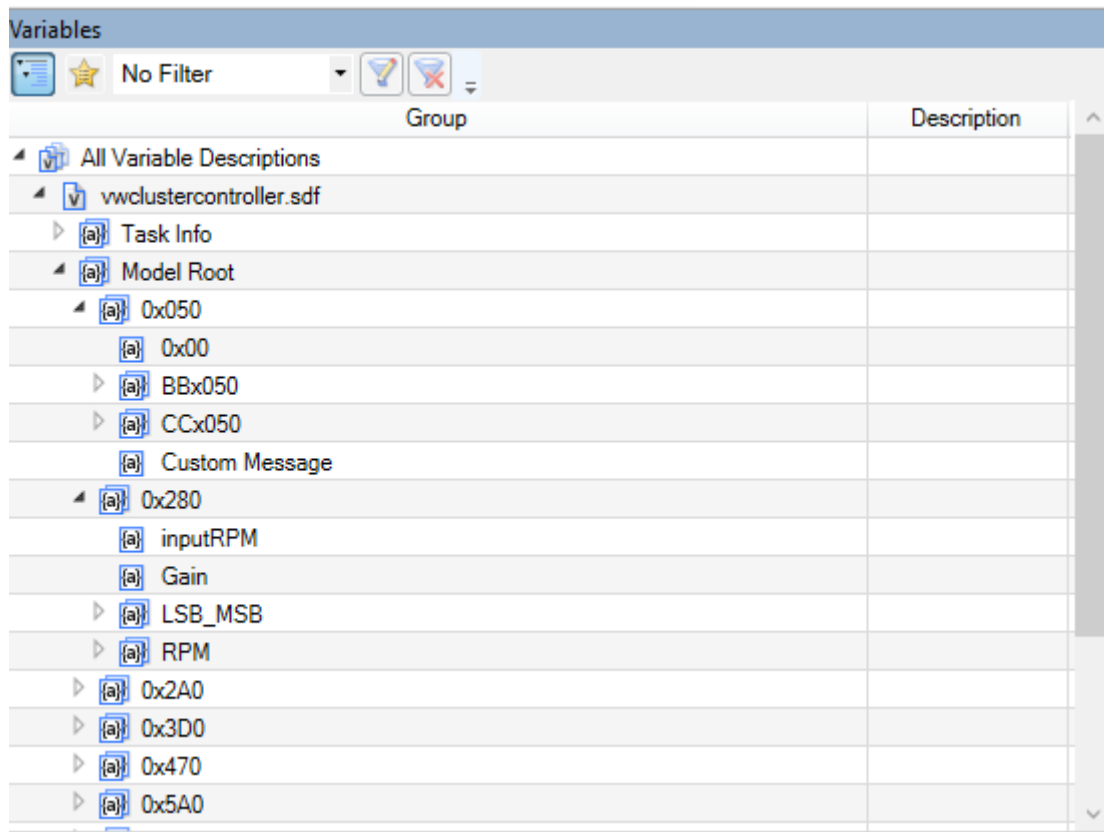 Variables
No Filter
Group Description
All Variable Descriptions
vwclustercontroller.sdf
Task Info
Model Root
0x050
0x00
BBx050
CCx050
Custom Message
0x280
inputRPM
Gain
LSB_MSB
RPM
0x2A0
0x3D0
0x470
0x5A0